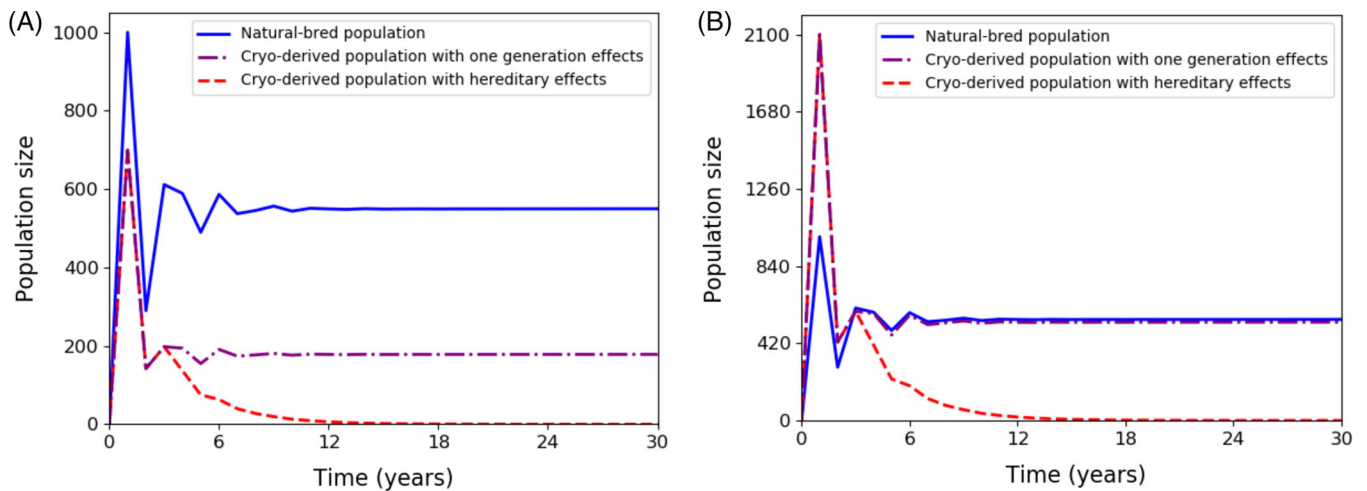 (A)
Natural-bred population
Cryo-derived population with one generation effects
Cryo-derived population with hereditary effects
1000
800
600
400
200
0
Population size
0 6 12 18 24 30
Time (years)
(B)
Natural-bred population
Cryo-derived population with one generation effects
Cryo-derived population with hereditary effects
2100
1680
1260
840
420
0
Population size
0 6 12 18 24 30
Time (years)